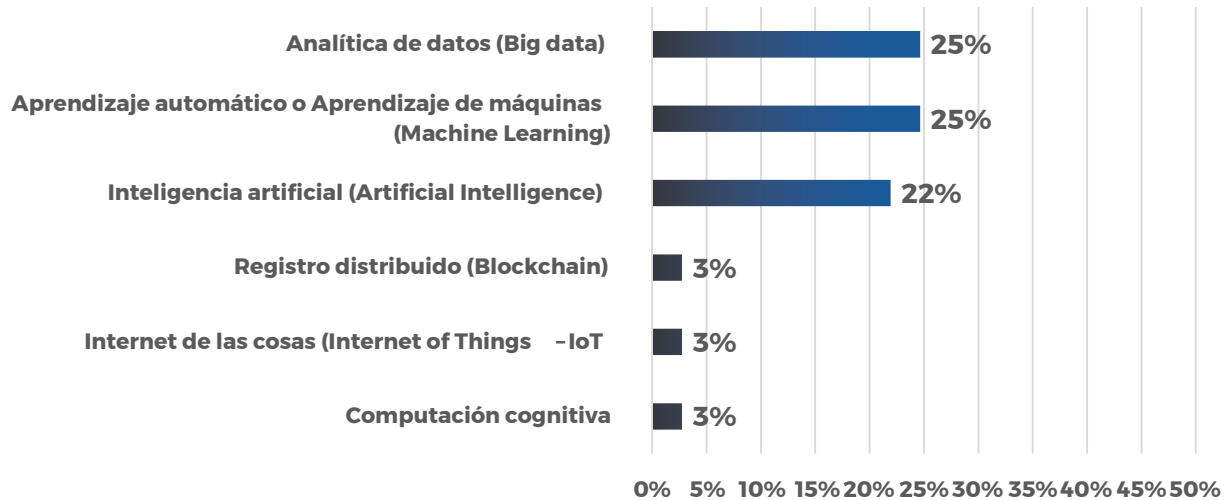 Analítica de datos (Big data) 25%
Aprendizaje automático o Aprendizaje de máquinas
(Machine Learning) 25%
Inteligencia artificial (Artificial Intelligence) 22%
Registro distribuido (Blockchain) 3%
Internet de las cosas (Internet of Things –IoT 3%
Computación cognitiva 3%
0% 5% 10% 15% 20% 25% 30% 35% 40% 45% 50%